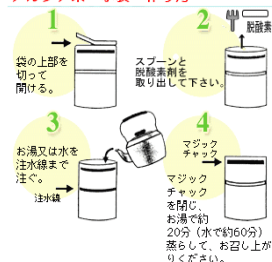 1
袋の上部を
切って
開ける。
2
脱酸素
スプーンと
脱酸素剤を
取り出して下さい。
3
お湯又は水を
注水線まで
注ぐ。
注水線
4
マジック
チャック
マジック
チャック
を閉じ、
お湯で約
20分（水で約60分）
蒸らして、お召し上が
りください。